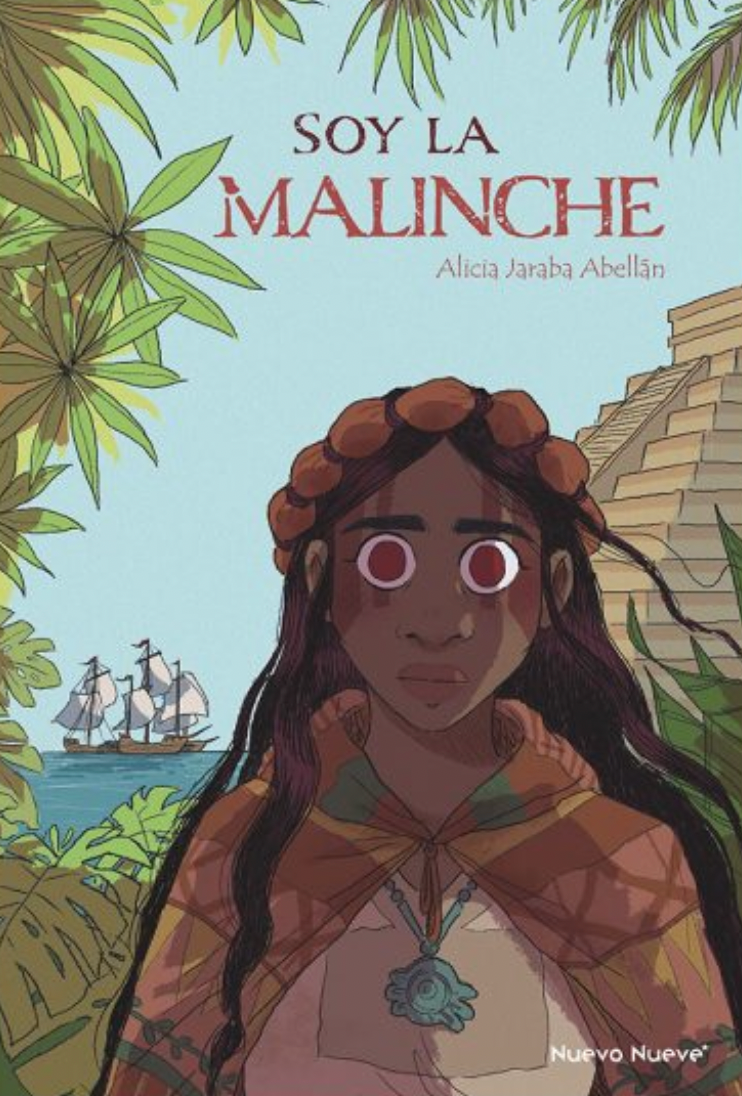 SOY LA
MALINCHE
Alicia Jaraba Abellán
Nuevo Nueve*